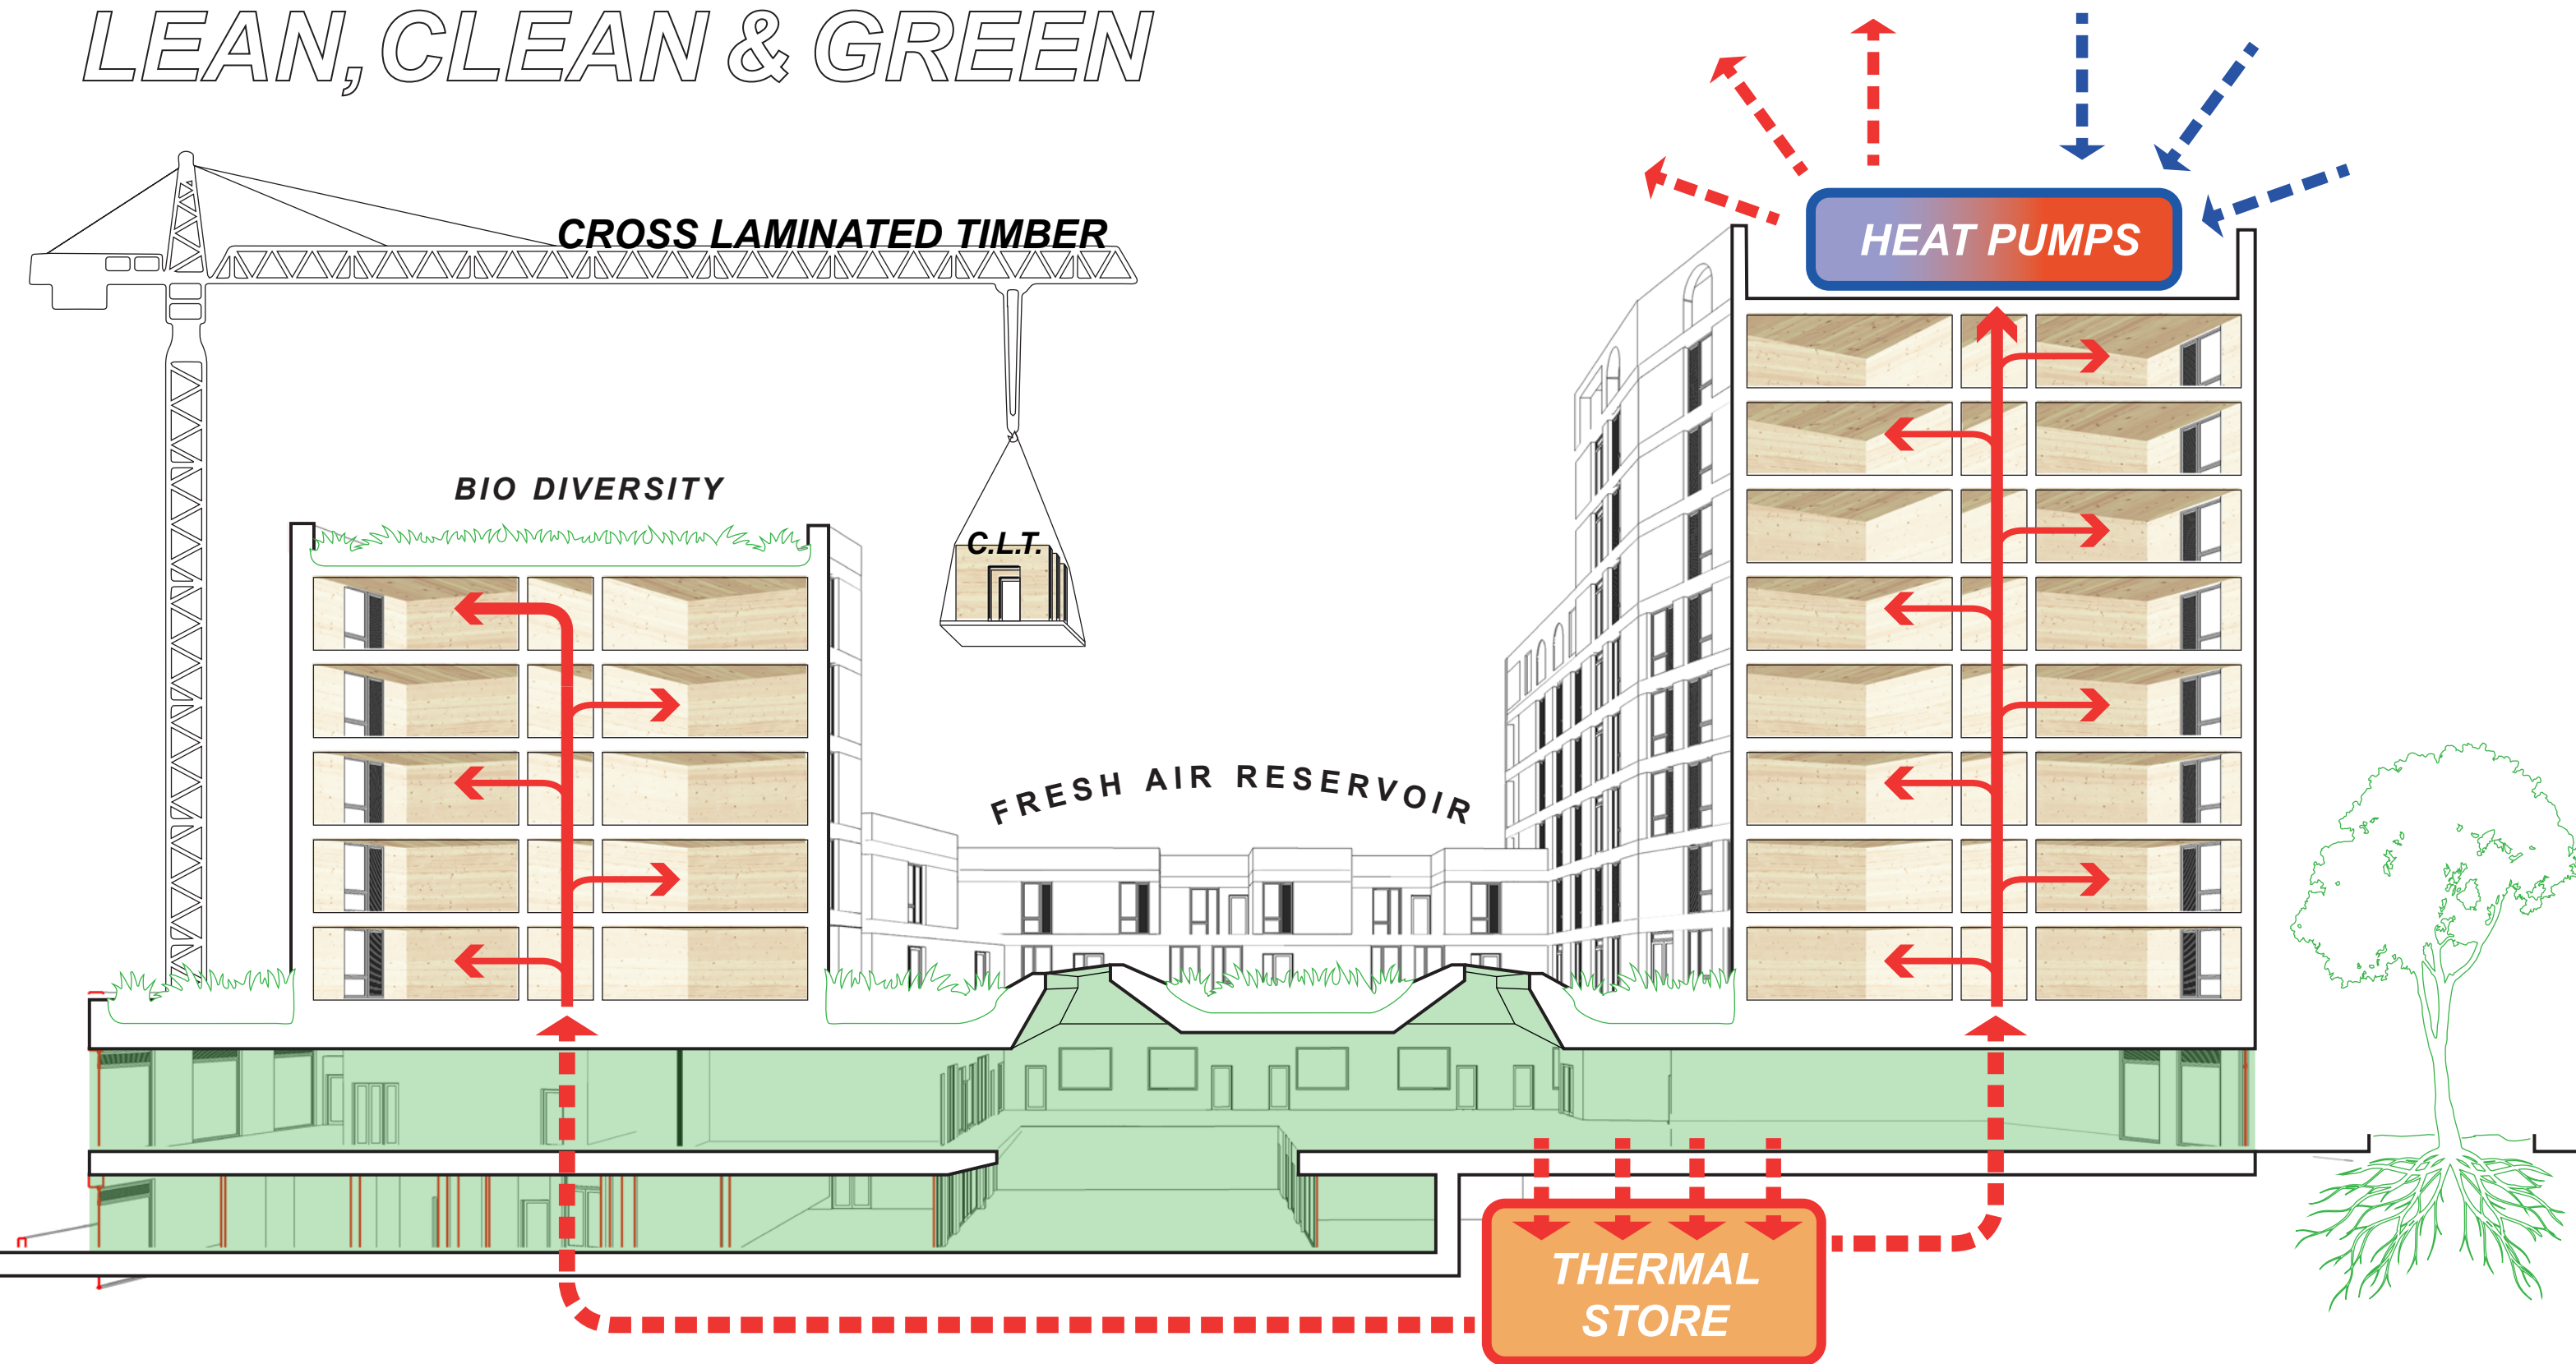 LEAN, CLEAN & GREEN
CROSS LAMINATED TIMBER
HEAT PUMPS
BIO DIVERSITY
C.L.T.
FRESH AIR RESERVOIR
THERMAL
STORE